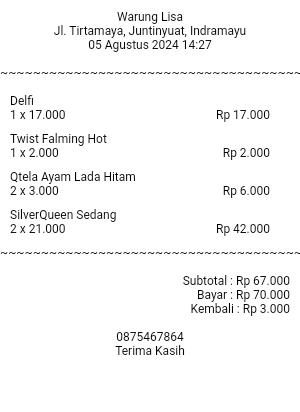 Warung Lisa
Jl. Tirtamaya, Juntinyuat, Indramayu
05 Agustus 2024 14:27
~~~~~~~~~~~~~~~~~~~~~~~~~~~~~~~~~~~~~
Delfi
1 x 17.000 Rp 17.000
Twist Falming Hot
1 x 2.000 Rp 2.000
Qtela Ayam Lada Hitam
2 x 3.000 Rp 6.000
SilverQueen Sedang
2 x 21.000 Rp 42.000
~~~~~~~~~~~~~~~~~~~~~~~~~~~~~~~~~~~~~
Subtotal : Rp 67.000
Bayar : Rp 70.000
Kembali : Rp 3.000
0875467864
Terima Kasih